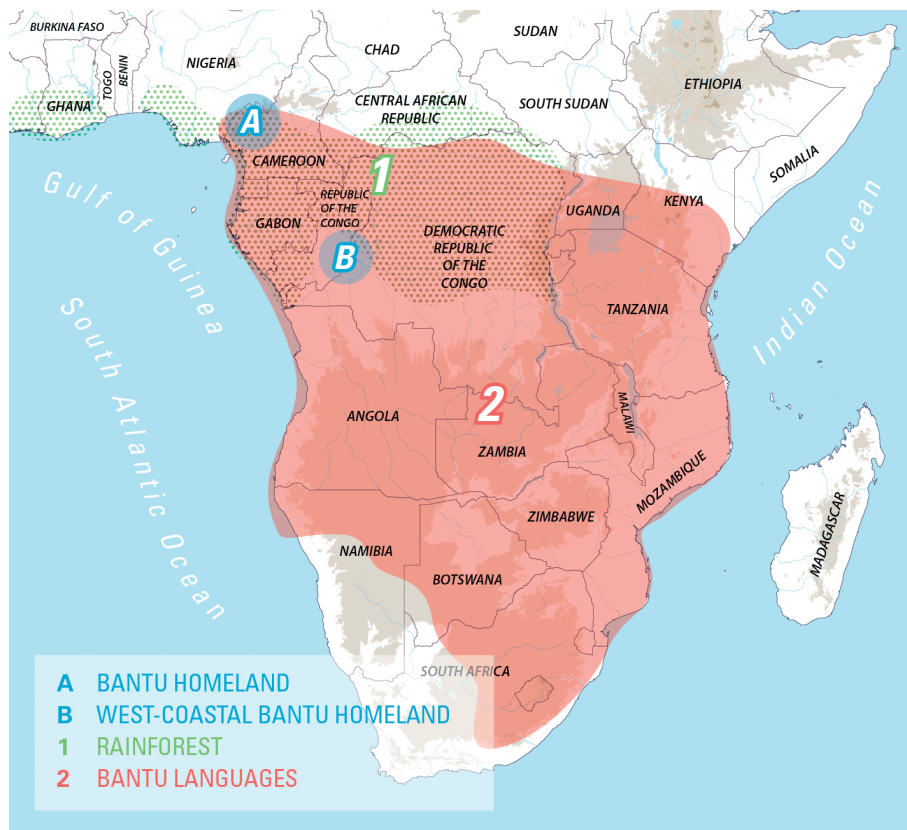 BURKINA FASO
TOGO
BENIN
NIGERIA
CHAD
SUDAN
GHANA
CENTRAL AFRICAN
REPUBLIC
SOUTH SUDAN
ETHIOPIA
SOMALIA
A
CAMEROON
1
REPUBLIC
OF THE
CONGO
GABON
B
DEMOCRATIC
REPUBLIC
OF THE
CONGO
UGANDA
KENYA
TANZANIA
Gulf of Guinea
South Atlantic Ocean
Indian Ocean
2
ANGOLA
ZAMBIA
MALAWI
MOZAMBIQUE
ZIMBABWE
NAMIBIA
BOTSWANA
MADAGASCAR
SOUTH AFRICA
A BANTU HOMELAND
B WEST-COASTAL BANTU HOMELAND
1 RAINFOREST
2 BANTU LANGUAGES